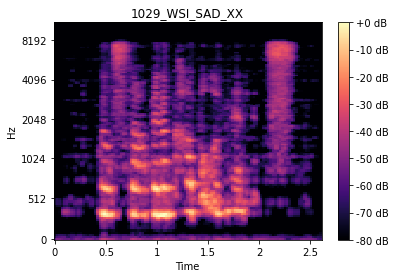 1029_WSI_SAD_XX
+0 dB
8192
-10 dB
4096
-20 dB
-30 dB
2048
Hz
-40 dB
1024
-50 dB
512
-60 dB
-70 dB
0
-80 dB
0 0.5 1 1.5 2 2.5
Time